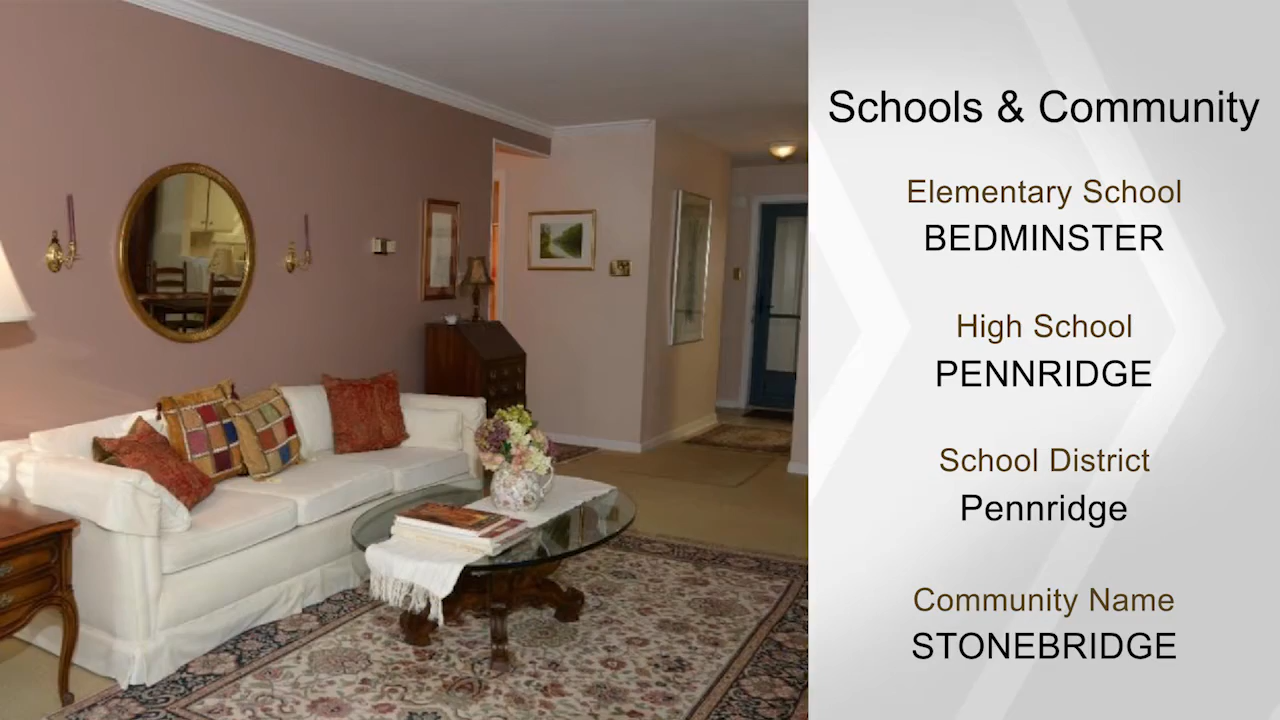 Schools & Community
Elementary School
BEDMINSTER
High School
PENNRIDGE
School District
Pennridge
Community Name
STONEBRIDGE